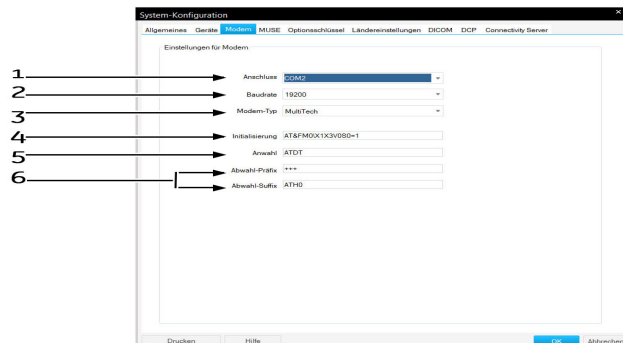 System-Konfiguration ×
Allgemeines Geräte Modem MUSE Optionsschlüssel Ländereinstellungen DICOM DCP Connectivity Server
Einstellungen für Modem
1 Anschluss COM2
2 Baudrate 19200
3 Modem-Typ MultiTech
4 Initialisierung AT&FM0\X1X3V0S0=1
5 Anwahl ATDT
6 Abwahl-Präfix ***
Abwahl-Suffix ATH0
Drucken Hilfe OK Abbrechen